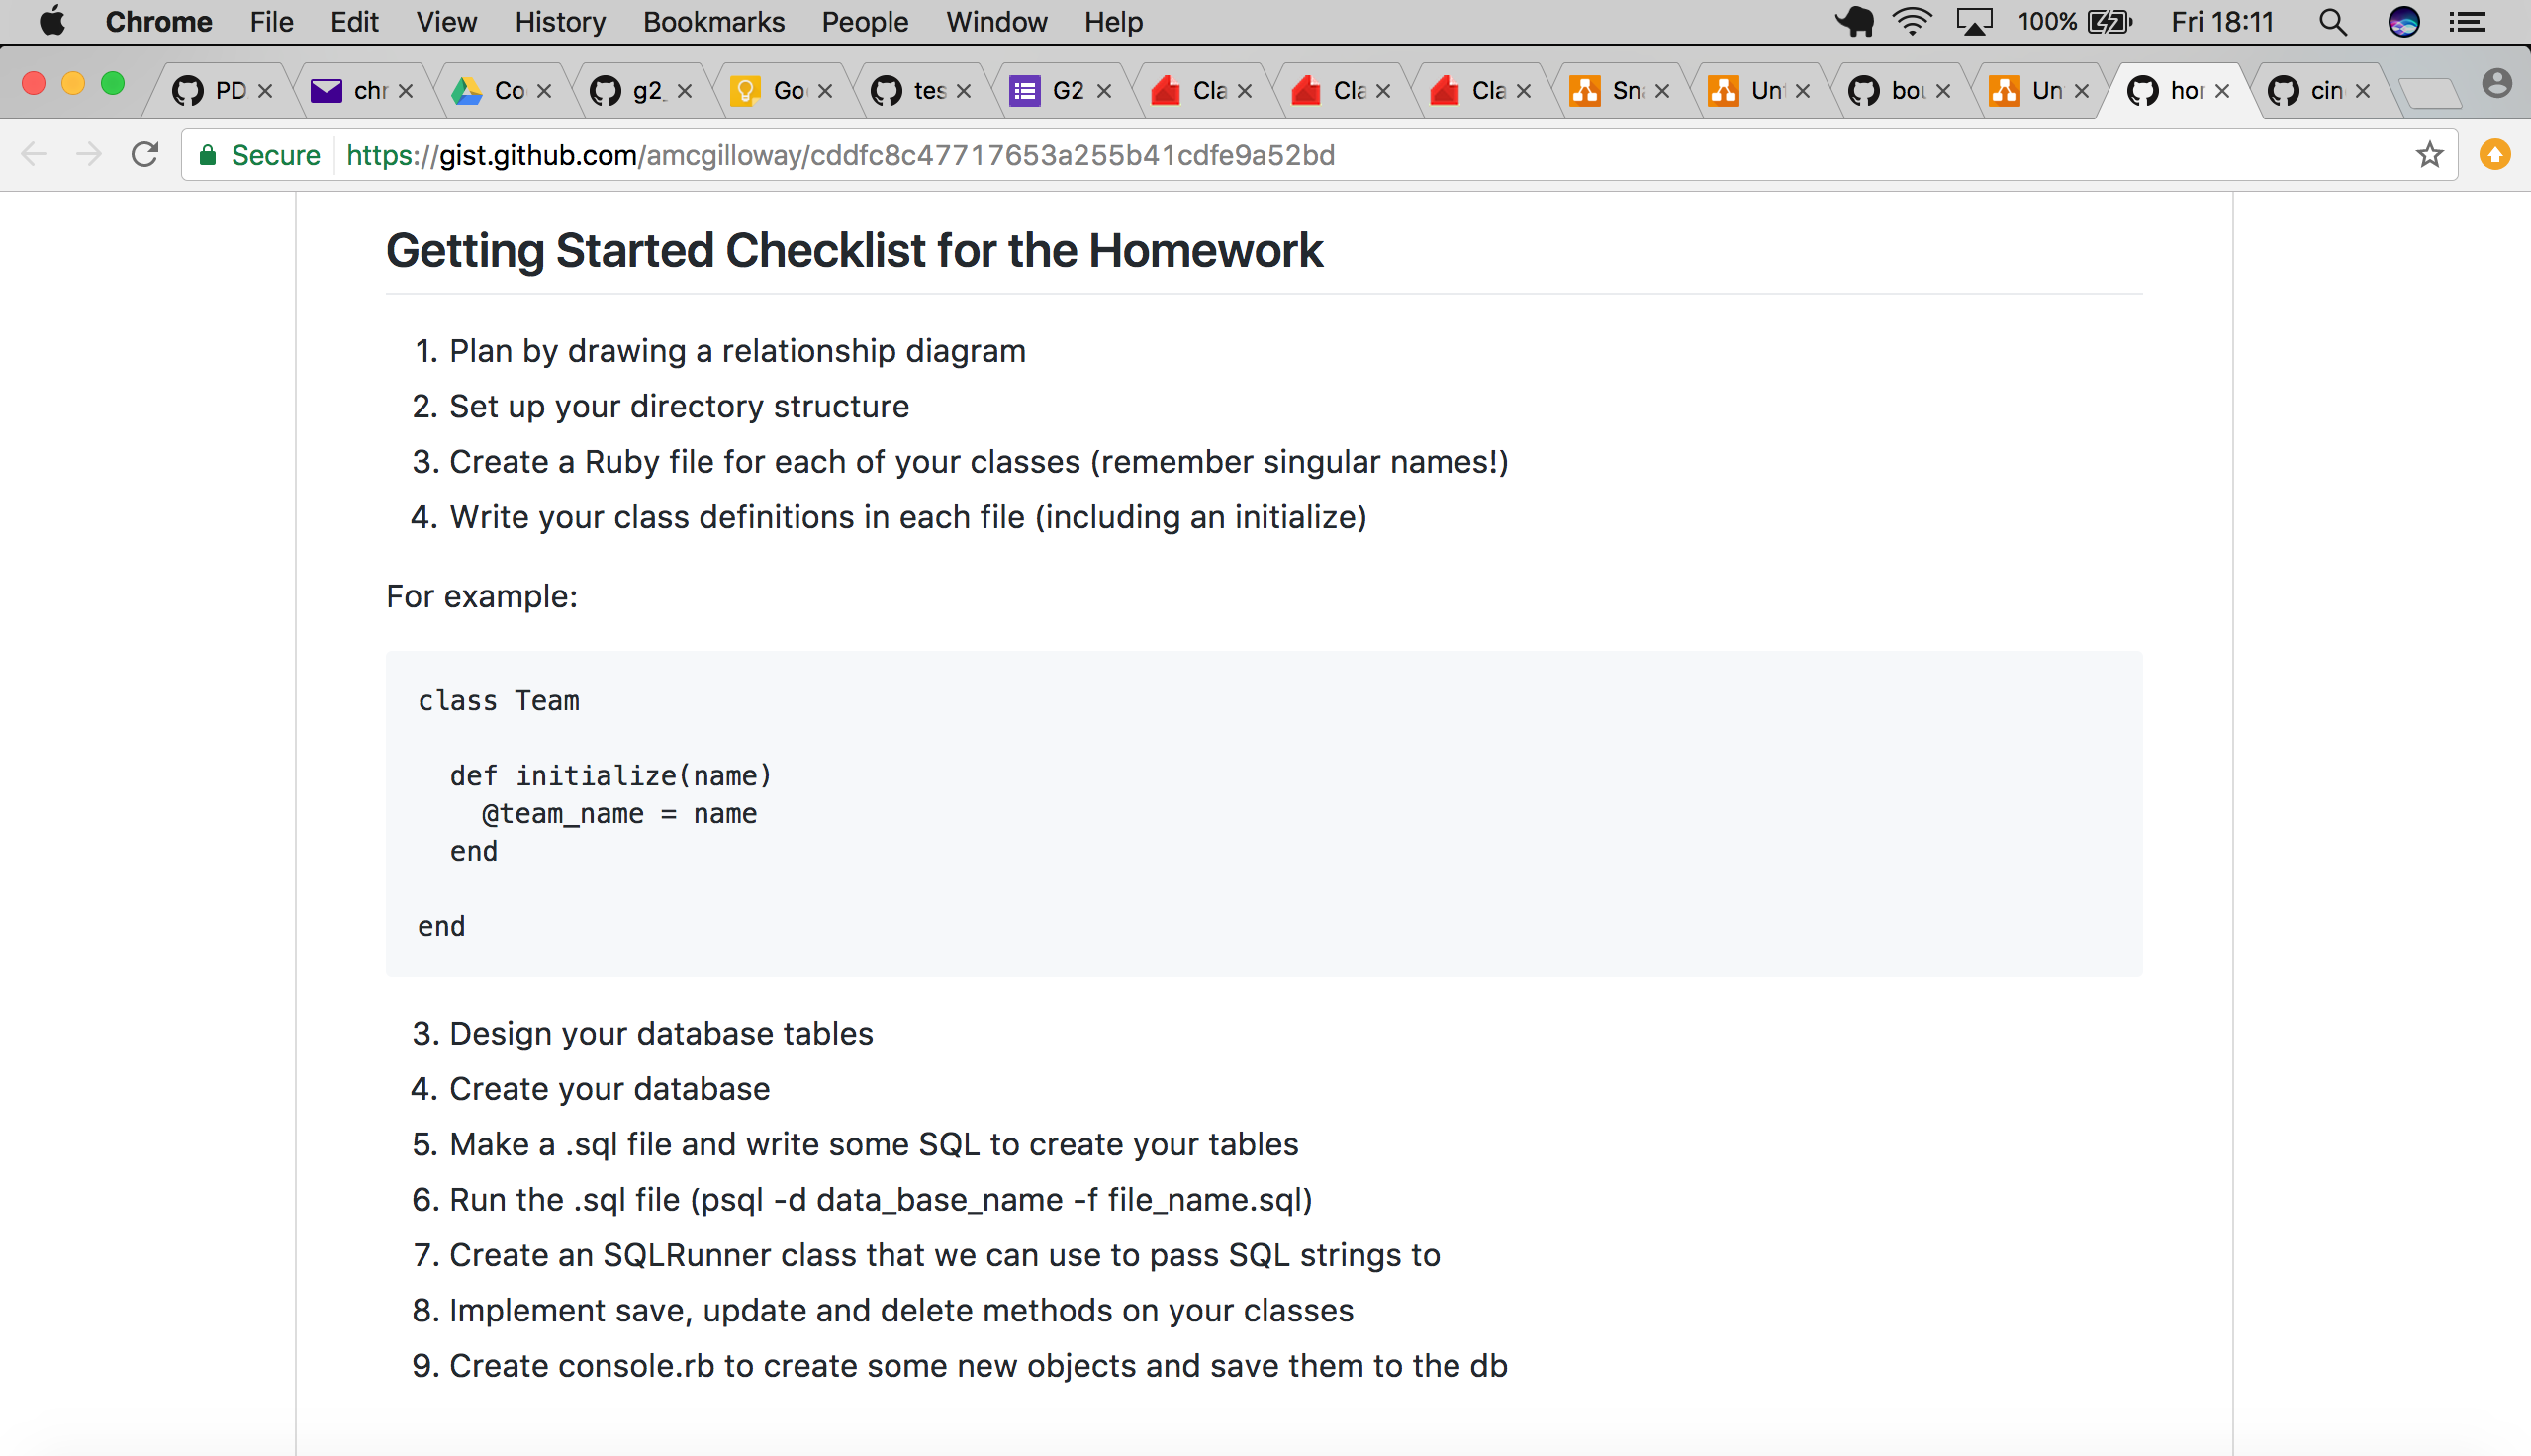 Chrome File Edit View History Bookmarks People Window Help 100% Fri 18:11
PD chr Co g2_ Go tes G2 Cla Cla Cla Sna Unt bou Un hor cin
Secure https://gist.github.com/amcgilloway/cddfc8c47717653a255b41cdfe9a52bd
Getting Started Checklist for the Homework
1. Plan by drawing a relationship diagram
2. Set up your directory structure
3. Create a Ruby file for each of your classes (remember singular names!)
4. Write your class definitions in each file (including an initialize)
For example:
class Team
def initialize(name)
@team_name = name
end
end
3. Design your database tables
4. Create your database
5. Make a .sql file and write some SQL to create your tables
6. Run the .sql file (psql -d data_base_name -f file_name.sql)
7. Create an SQLRunner class that we can use to pass SQL strings to
8. Implement save, update and delete methods on your classes
9. Create console.rb to create some new objects and save them to the db